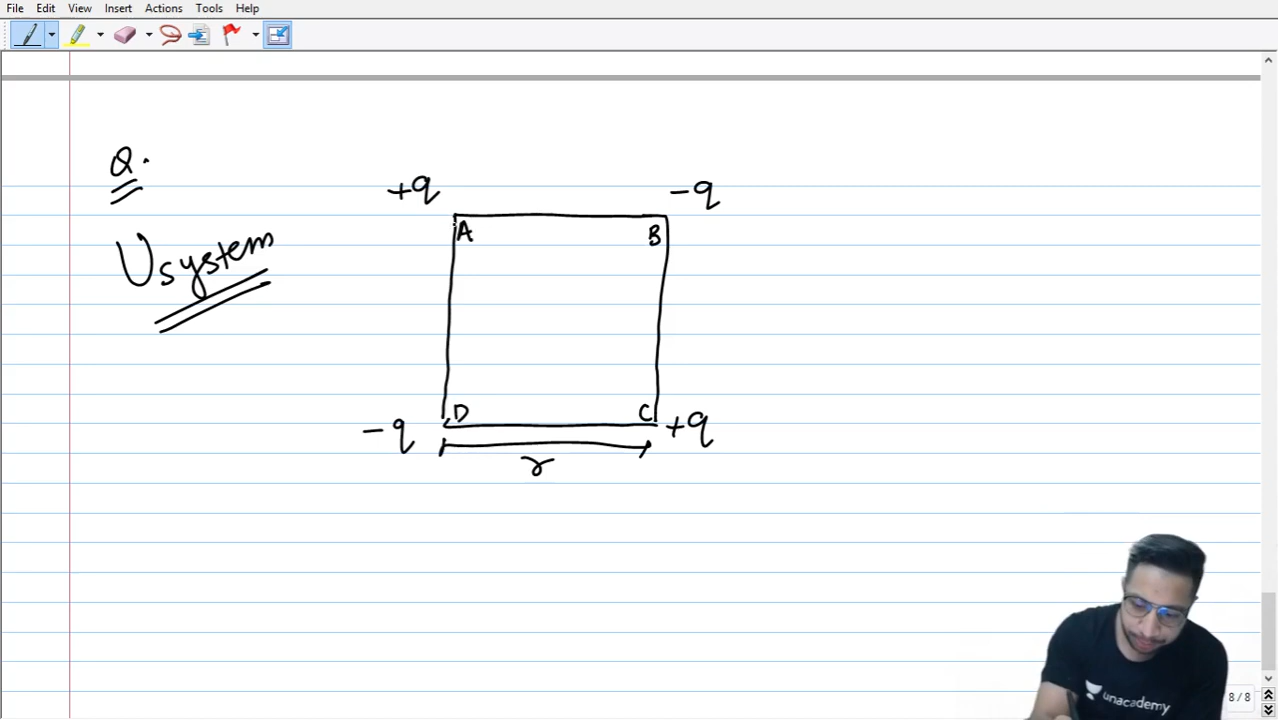 File Edit View Insert Actions Tools Help
Q.
+q -q
A B
Usystem
D C
-q +q
r
unacademy
8/8